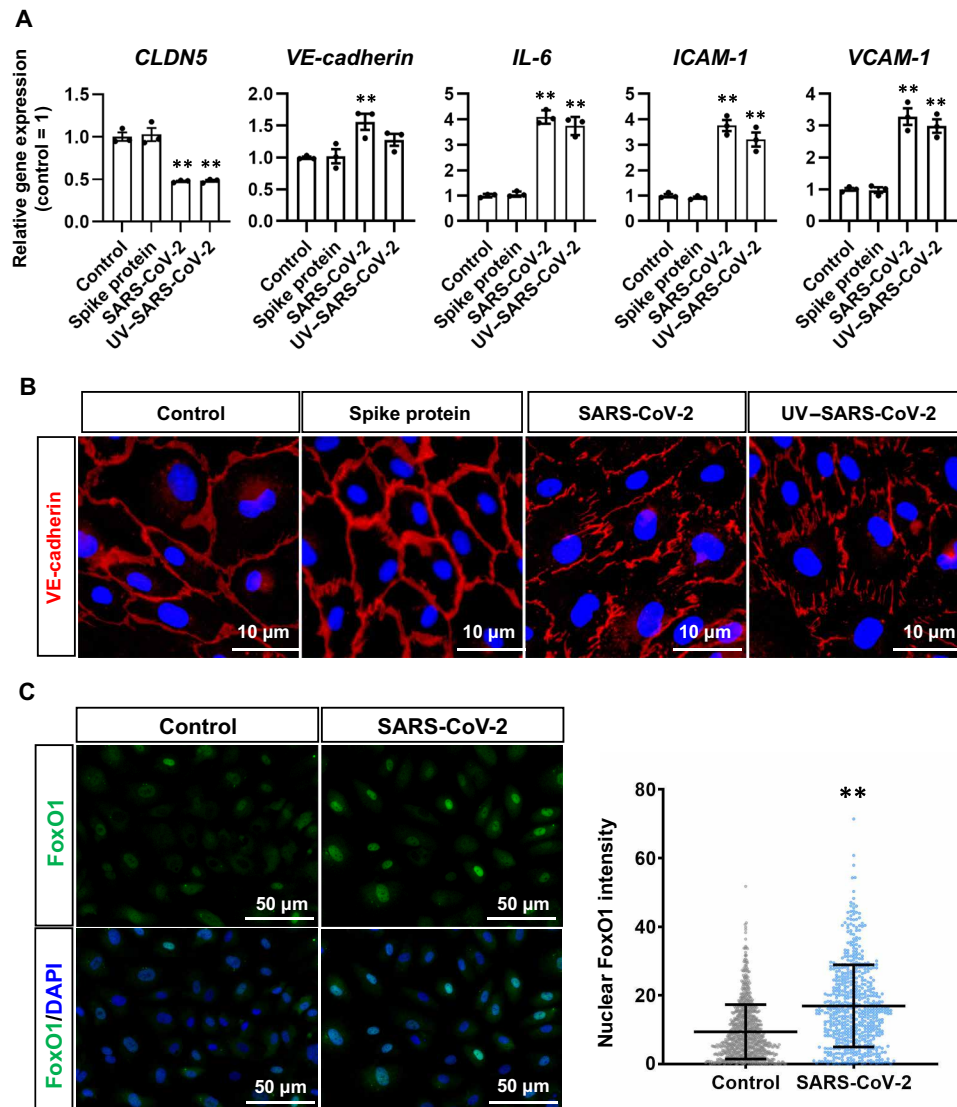 A
CLDN5
VE-cadherin
IL-6
ICAM-1
VCAM-1
Relative gene expression
(control = 1)
1.5
1.0
0.5
0.0
** **
Control
Spike protein
SARS-CoV-2
UV–SARS-CoV-2
2.0
1.5
1.0
0.5
0.0
**
Control
Spike protein
SARS-CoV-2
UV–SARS-CoV-2
5
4
3
2
1
0
** **
Control
Spike protein
SARS-CoV-2
UV–SARS-CoV-2
5
4
3
2
1
0
** **
Control
Spike protein
SARS-CoV-2
UV–SARS-CoV-2
4
3
2
1
0
** **
Control
Spike protein
SARS-CoV-2
UV–SARS-CoV-2
B
Control
Spike protein
SARS-CoV-2
UV–SARS-CoV-2
VE-cadherin
10 µm
10 µm
10 µm
10 µm
C
Control
SARS-CoV-2
FoxO1
50 µm
50 µm
FoxO1/DAPI
50 µm
50 µm
Nuclear FoxO1 intensity
80
60
40
20
0
**
Control
SARS-CoV-2